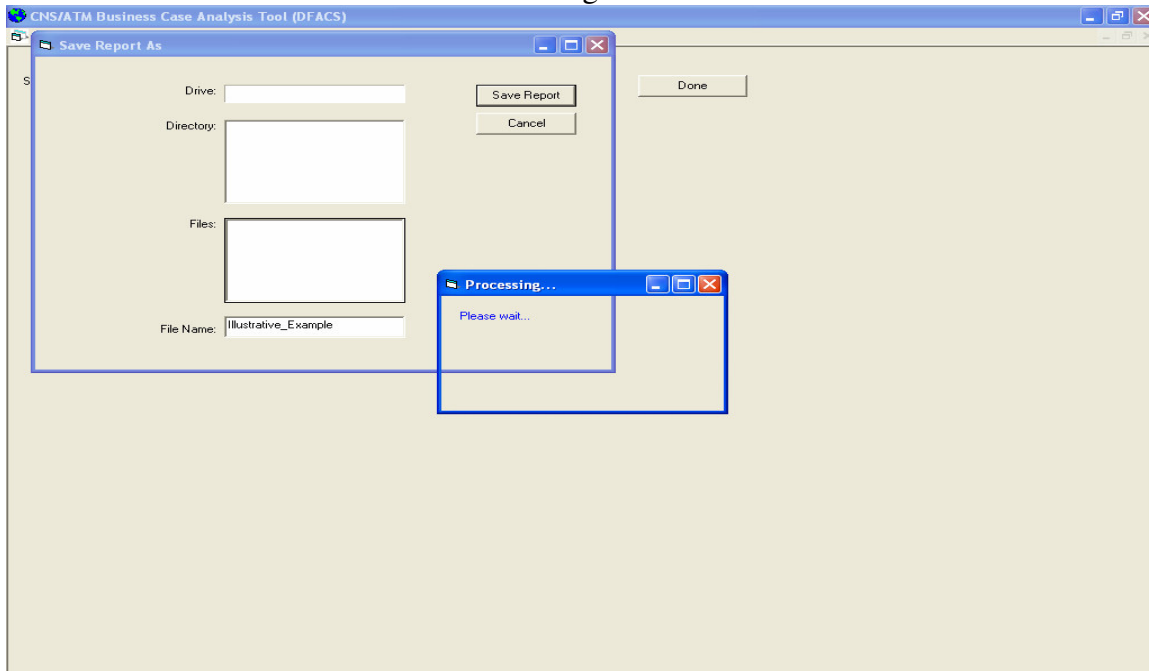 CNS/ATM Business Case Analysis Tool (DFACS)
Save Report As
S
Drive:
Save Report
Done
Directory:
Cancel
Files:
Processing...
Please wait...
File Name: Illustrative_Example